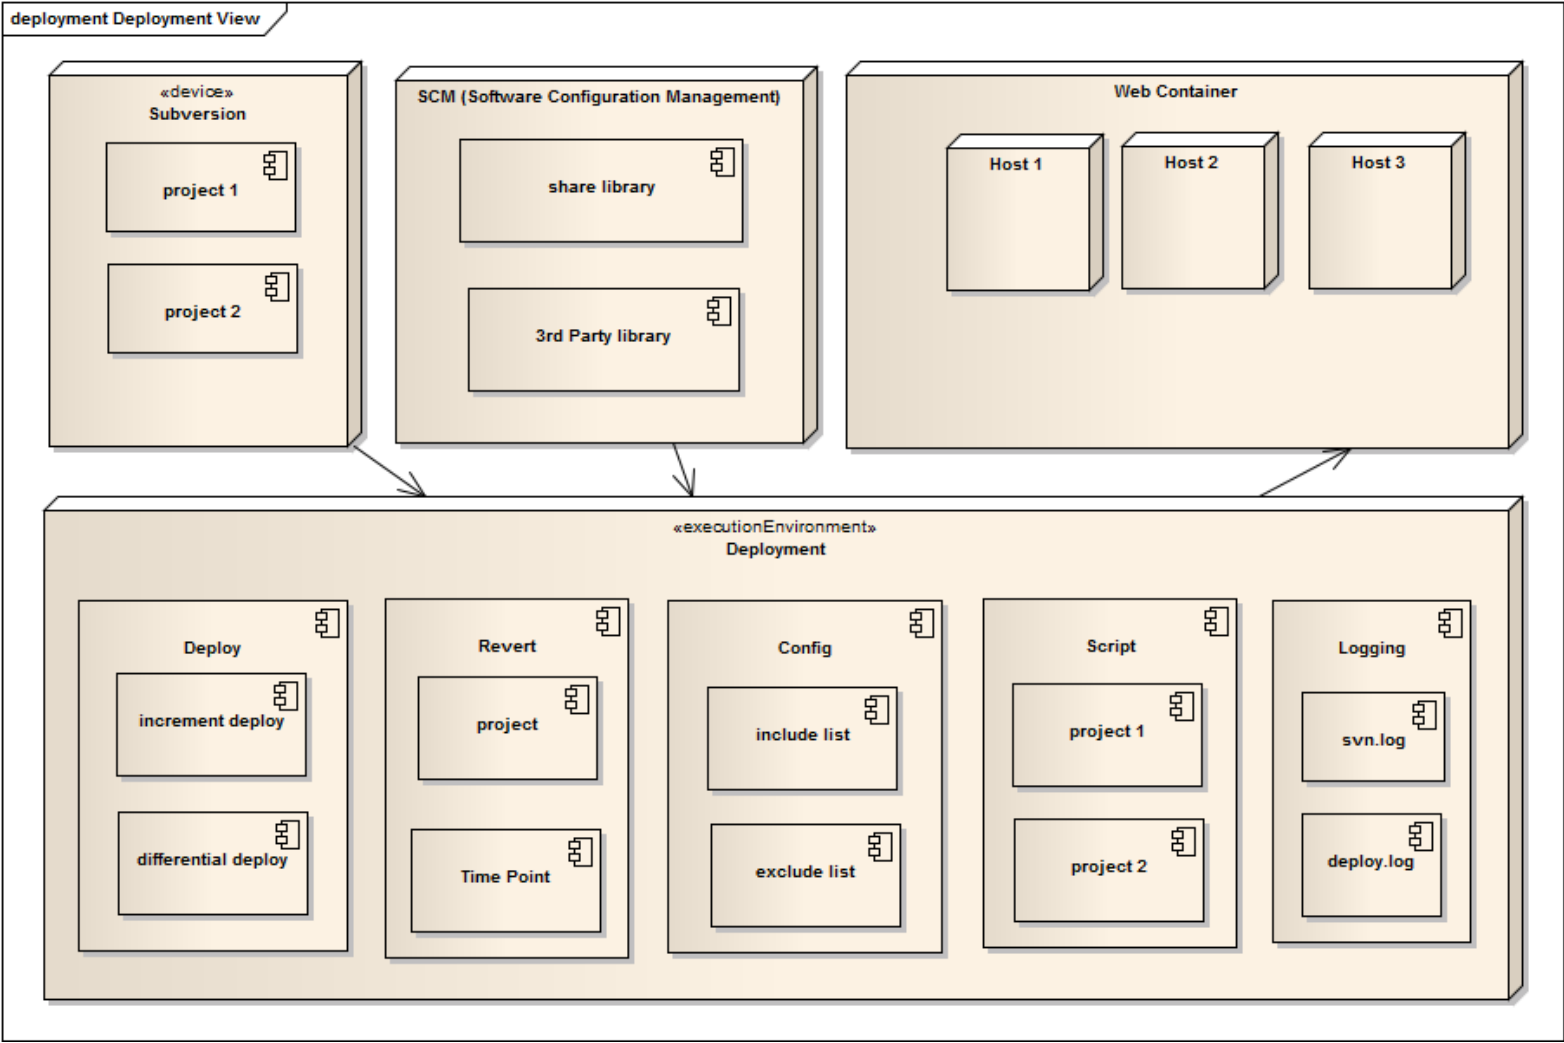 deployment Deployment View
«device»
Subversion
project 1
project 2
SCM (Software Configuration Management)
share library
3rd Party library
Web Container
Host 1
Host 2
Host 3
«executionEnvironment»
Deployment
Deploy
increment deploy
differential deploy
Revert
project
Time Point
Config
include list
exclude list
Script
project 1
project 2
Logging
svn.log
deploy.log